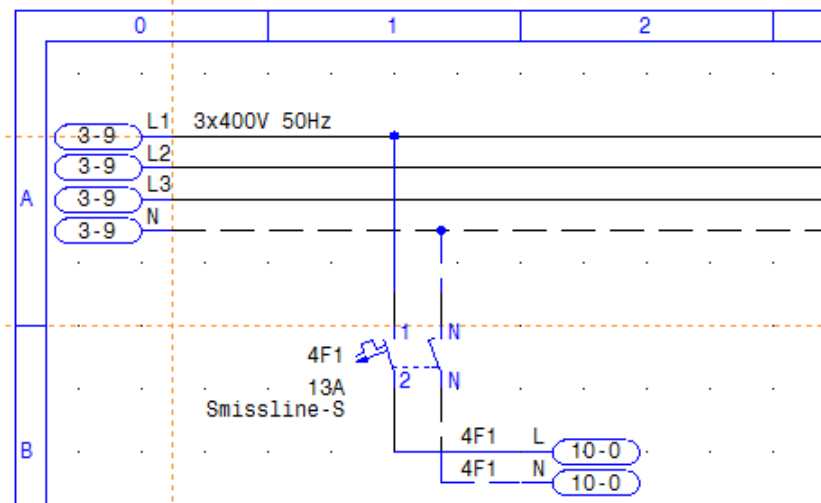 0 1 2
L1 3x400V 50Hz
3-9
L2
3-9
L3
3-9
A
N
3-9
1 N
4F1
13A 2 N
Smissline-S
4F1 L
B 10-0
4F1 N
10-0